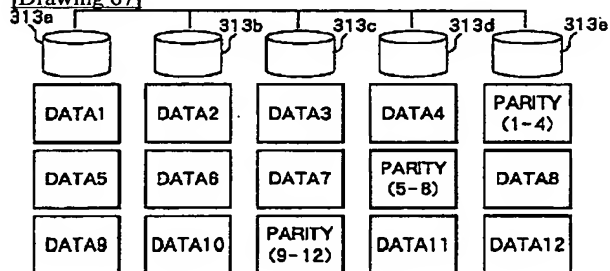 [Drawing 67]
313a 313b 313c 313d 313e
DATA1 DATA2 DATA3 DATA4 PARITY (1-4)
DATA5 DATA6 DATA7 PARITY (5-8) DATA8
DATA9 DATA10 PARITY (9-12) DATA11 DATA12